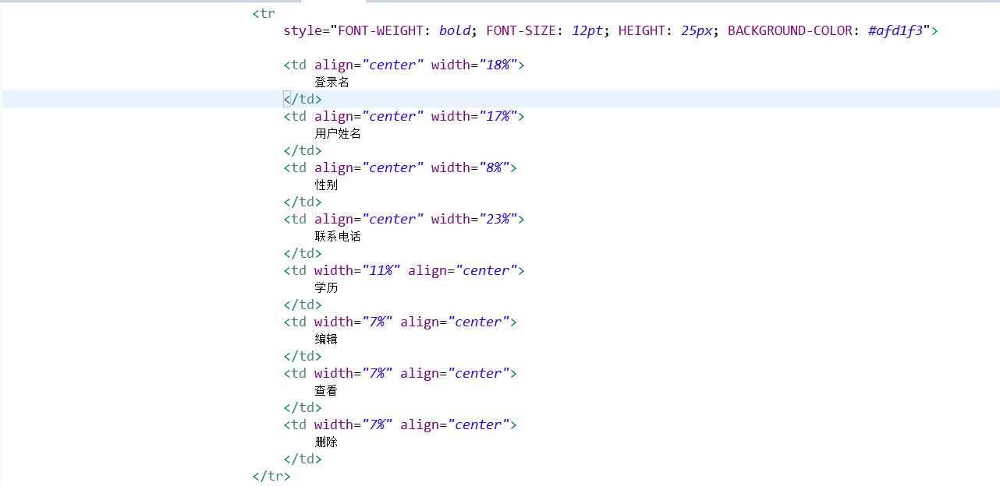 <tr
style="FONT-WEIGHT: bold; FONT-SIZE: 12pt; HEIGHT: 25px; BACKGROUND-COLOR: #afd1f3">
<td align="center" width="18%">
登录名
</td>
<td align="center" width="17%">
用户姓名
</td>
<td align="center" width="8%">
性别
</td>
<td align="center" width="23%">
联系电话
</td>
<td width="11%" align="center">
学历
</td>
<td width="7%" align="center">
编辑
</td>
<td width="7%" align="center">
查看
</td>
<td width="7%" align="center">
删除
</td>
</tr>